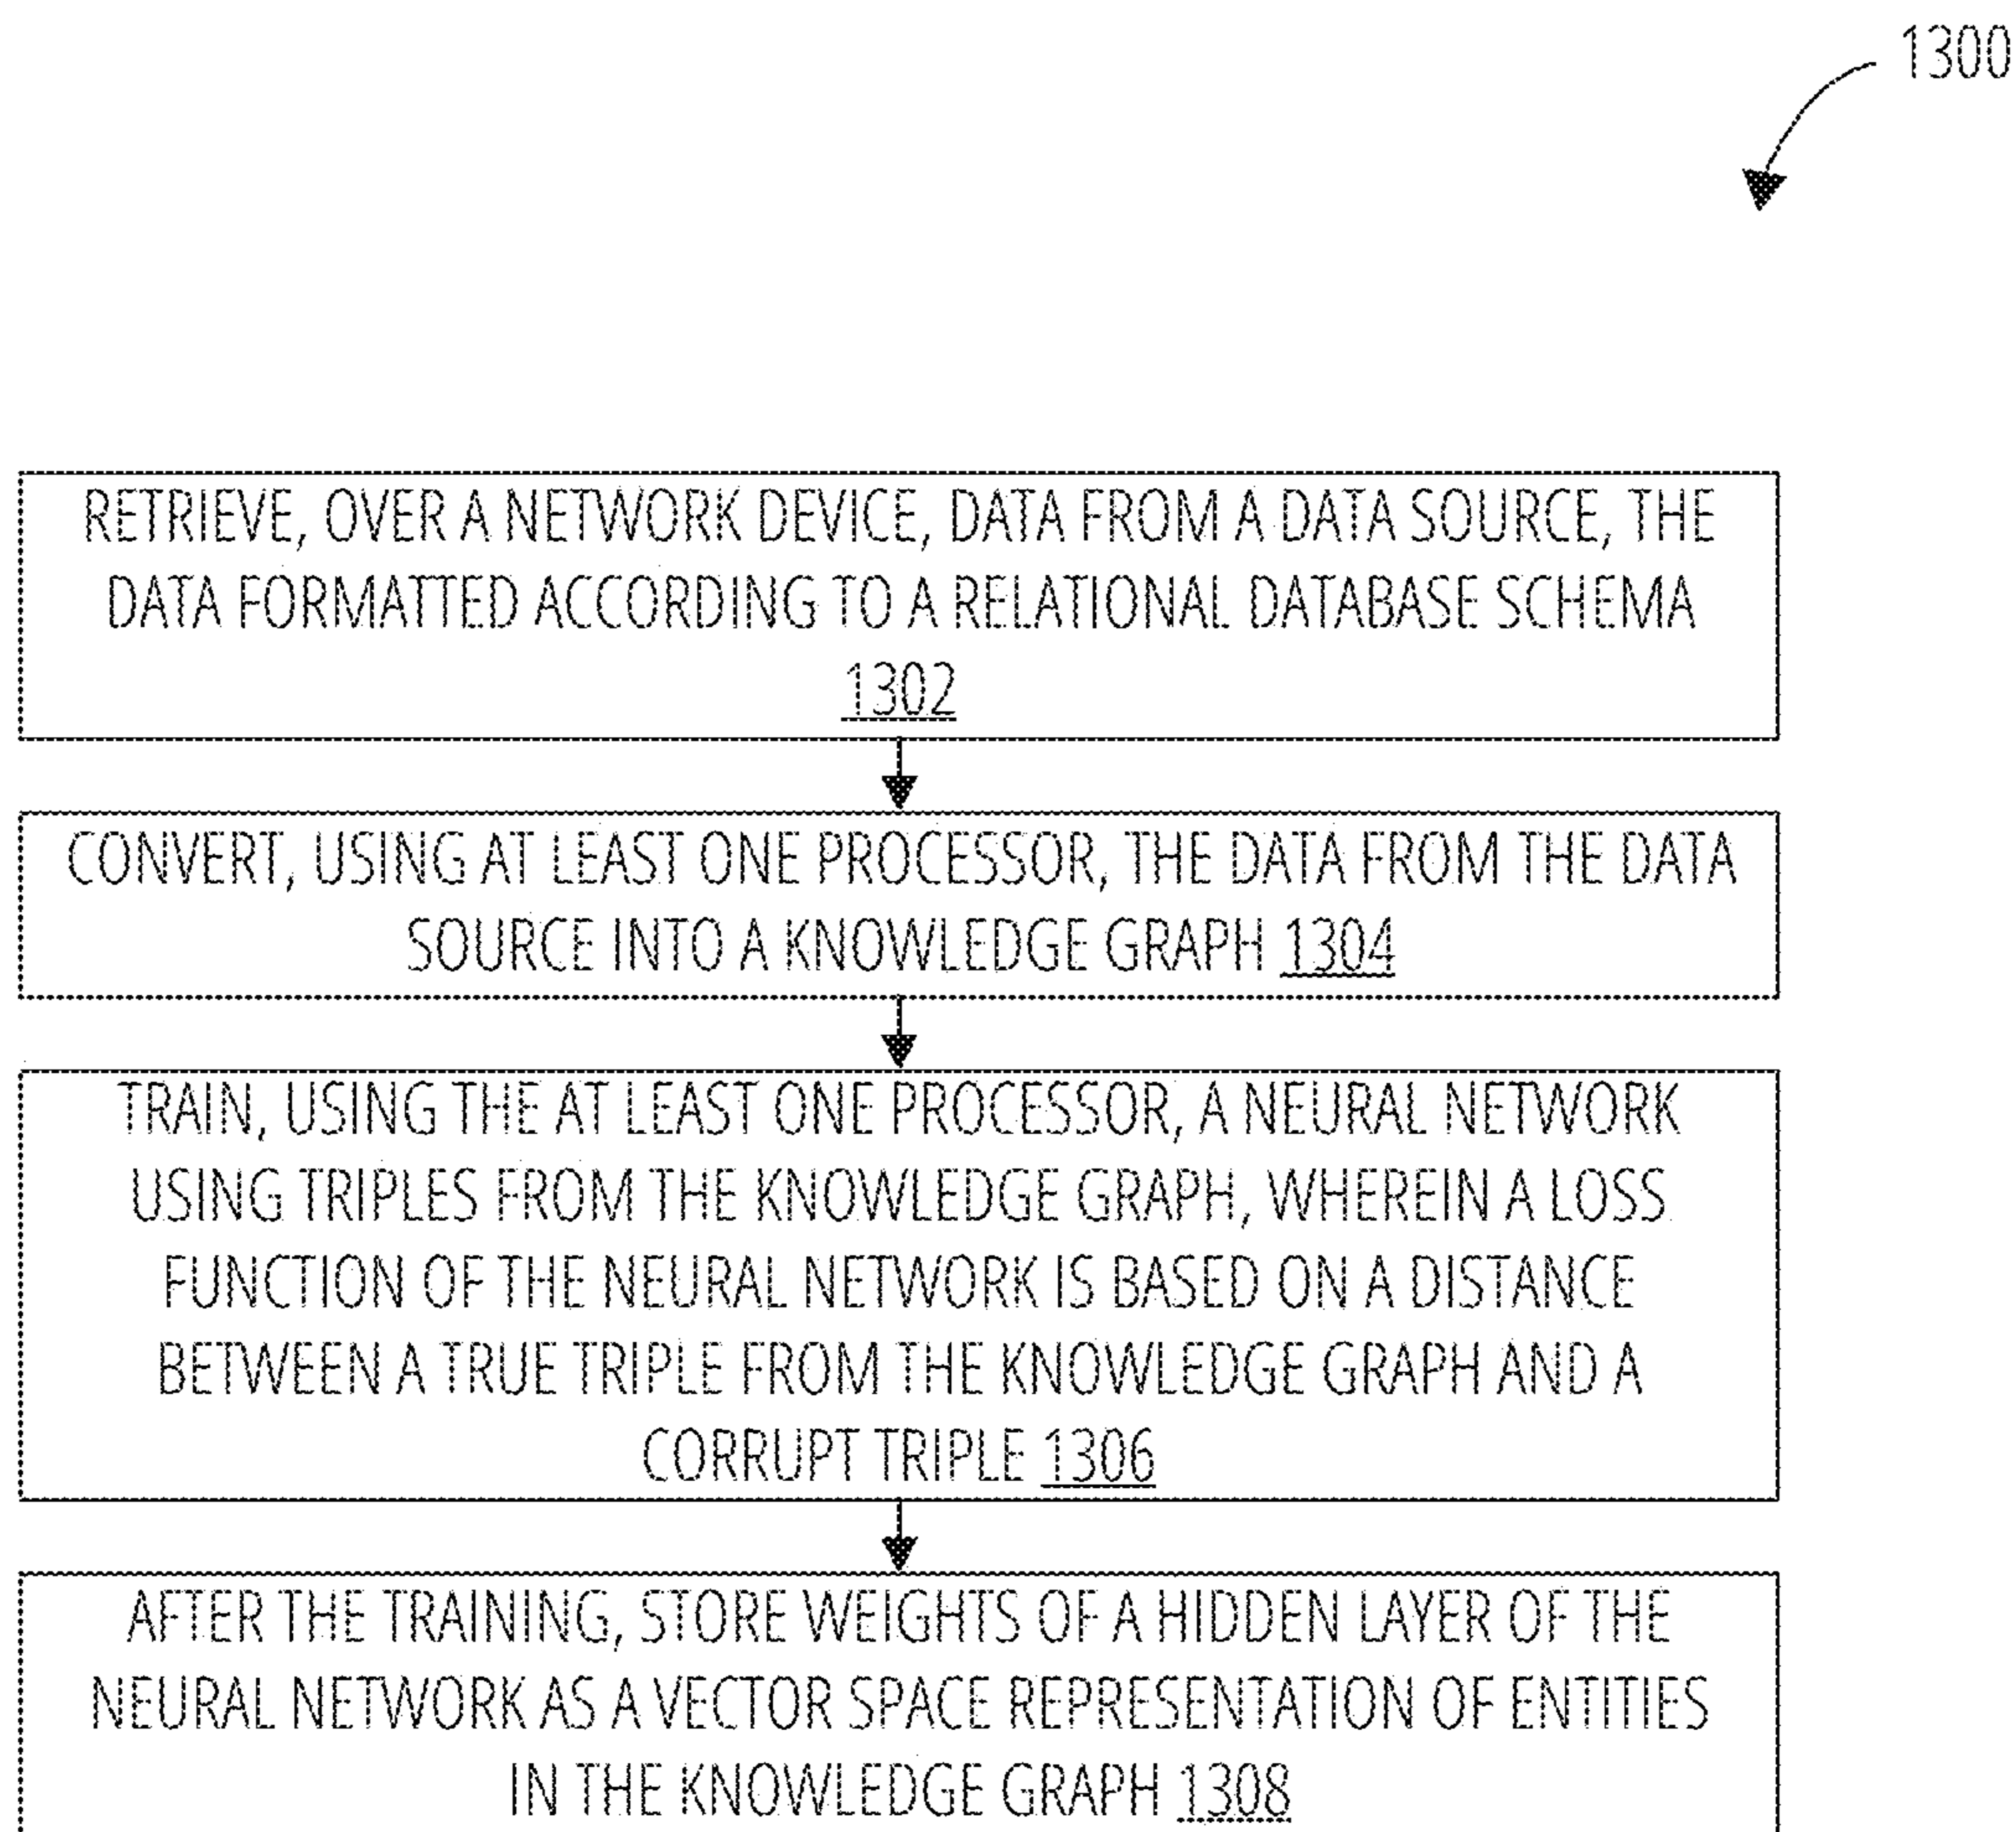 1300
RETRIEVE, OVER A NETWORK DEVICE, DATA FROM A DATA SOURCE, THE
DATA FORMATTED ACCORDING TO A RELATIONAL DATABASE SCHEMA
1302
CONVERT, USING AT LEAST ONE PROCESSOR, THE DATA FROM THE DATA
SOURCE INTO A KNOWLEDGE GRAPH 1304
TRAIN, USING THE AT LEAST ONE PROCESSOR, A NEURAL NETWORK
USING TRIPLES FROM THE KNOWLEDGE GRAPH, WHEREIN A LOSS
FUNCTION OF THE NEURAL NETWORK IS BASED ON A DISTANCE
BETWEEN A TRUE TRIPLE FROM THE KNOWLEDGE GRAPH AND A
CORRUPT TRIPLE 1306
AFTER THE TRAINING, STORE WEIGHTS OF A HIDDEN LAYER OF THE
NEURAL NETWORK AS A VECTOR SPACE REPRESENTATION OF ENTITIES
IN THE KNOWLEDGE GRAPH 1308